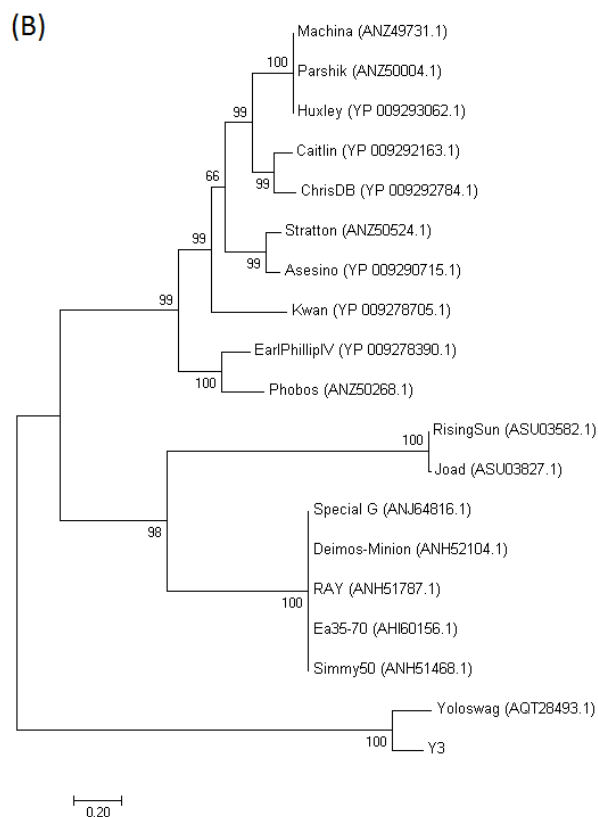 (B)
Machina (ANZ49731.1)
100
Parshik (ANZ50004.1)
99
Huxley (YP 009293062.1)
Caitlin (YP 009292163.1)
66
99
ChrisDB (YP 009292784.1)
Stratton (ANZ50524.1)
99
99
Asesino (YP 009290715.1)
99
Kwan (YP 009278705.1)
EarlPhillipIV (YP 009278390.1)
100
Phobos (ANZ50268.1)
RisingSun (ASU03582.1)
100
Joad (ASU03827.1)
Special G (ANJ64816.1)
98
Deimos-Minion (ANH52104.1)
RAY (ANH51787.1)
100
Ea35-70 (AHI60156.1)
Simmy50 (ANH51468.1)
Yoloswag (AQT28493.1)
100
Y3
0.20